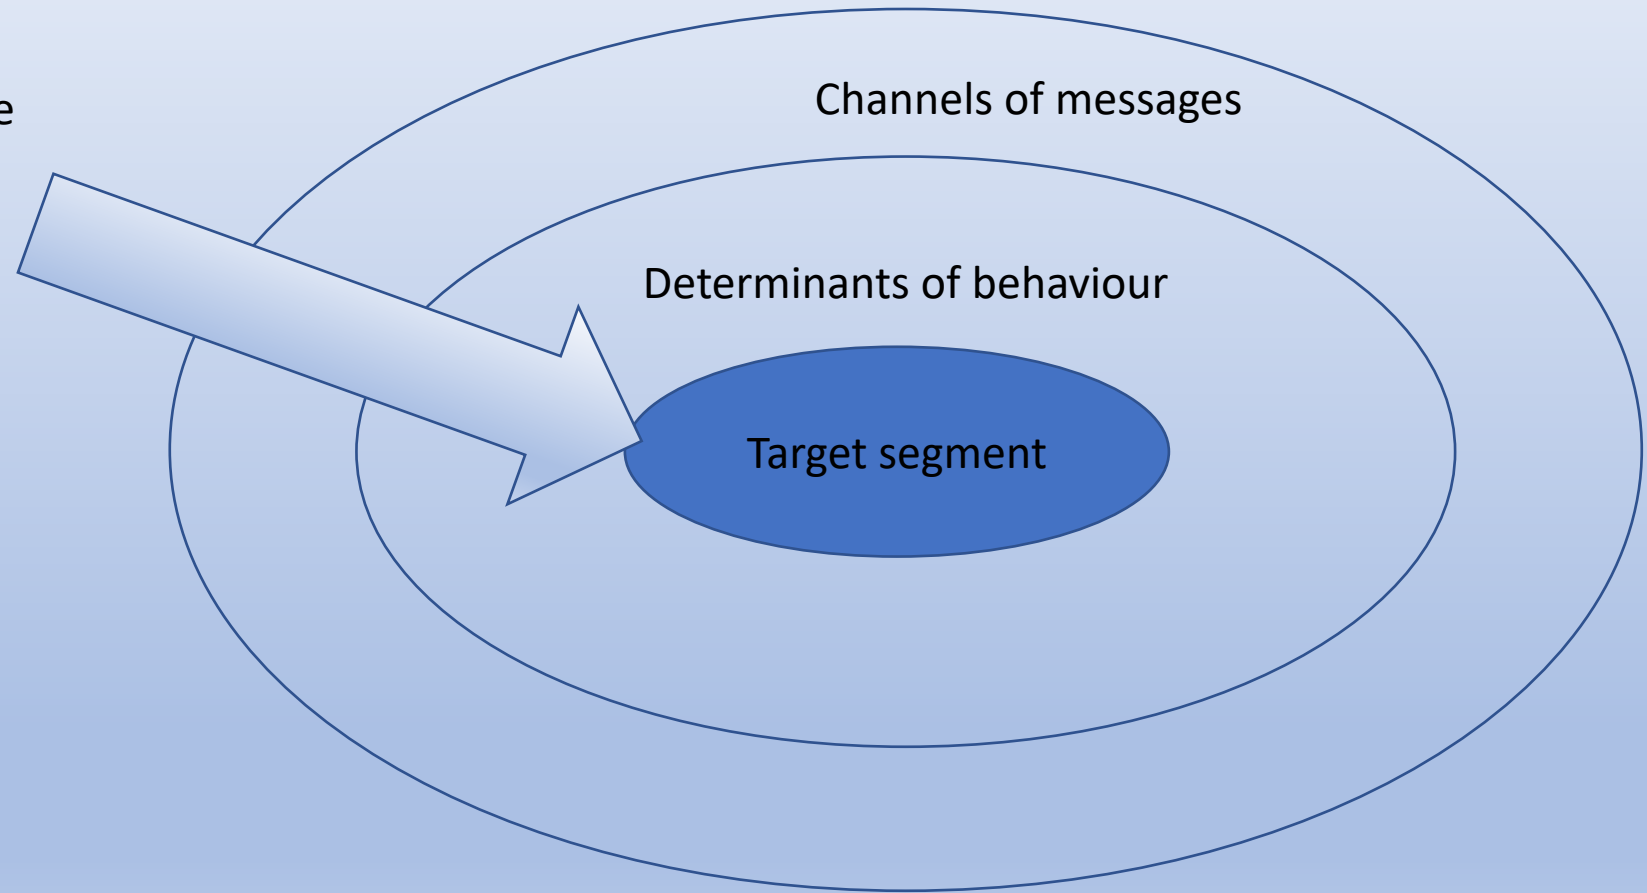 e
Channels of messages
Determinants of behaviour
Target segment